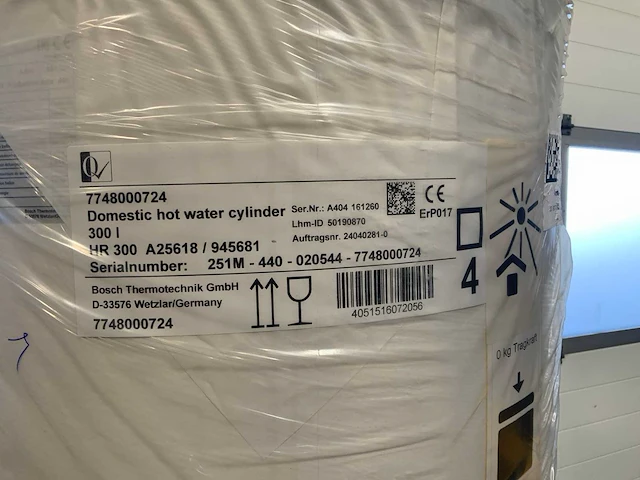 7748000724
Domestic hot water cylinder
300 l
HR 300 A25618 / 945681
Serialnumber: 251M - 440 - 020544 - 7748000724
Ser.Nr.: A404 161260
Lhm-ID 50190870
Auftragsnr. 24040281-0
CE
ErP017
Bosch Thermotechnik GmbH
D-33576 Wetzlar/Germany
7748000724
4051516072056
4
0 kg Tragkraft